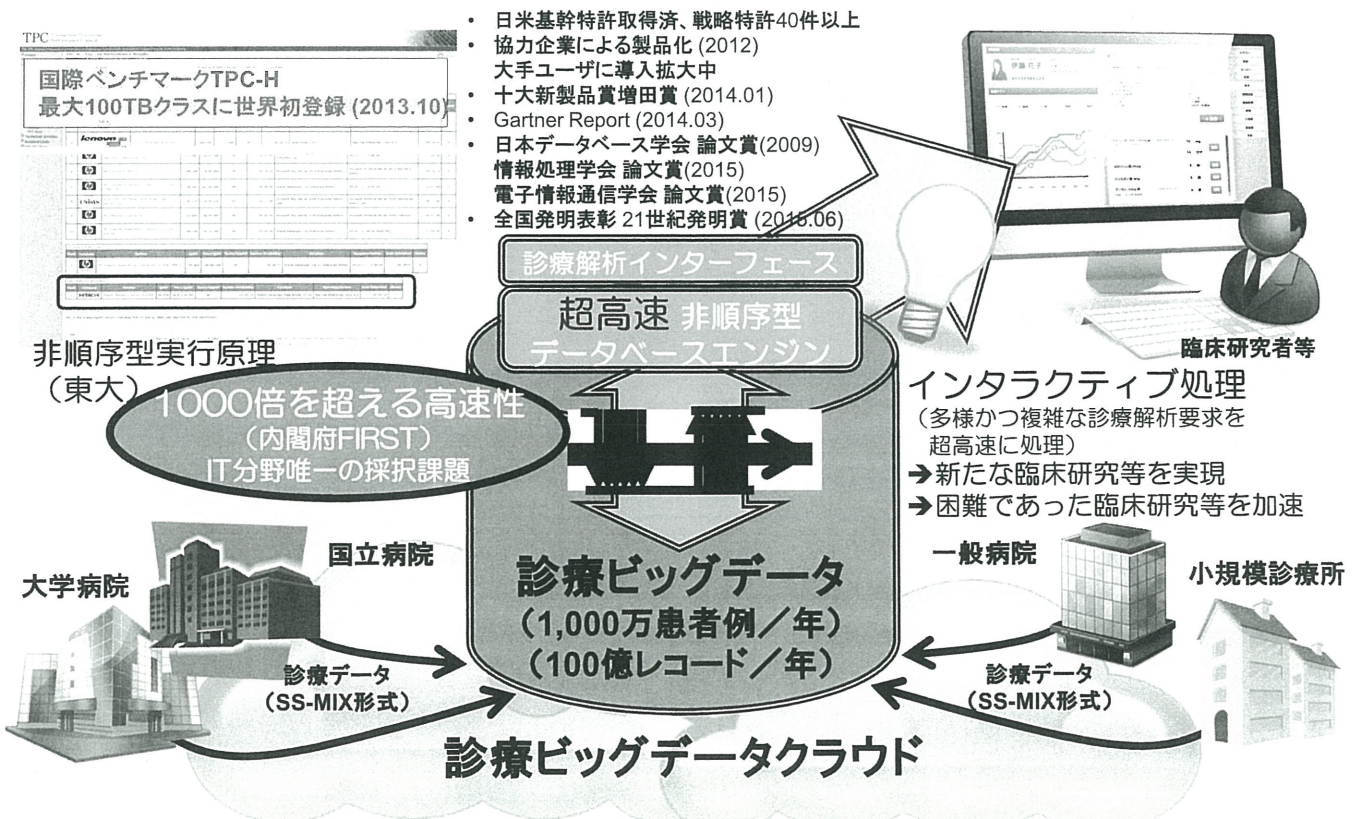 TPC
国際ベンチマークTPC-H
最大100TBクラスに世界初登録 (2013.10)
lenovo
・ 日米基幹特許取得済、戦略特許40件以上
・ 協力企業による製品化 (2012)
大手ユーザに導入拡大中
・ 十大新製品賞増田賞 (2014.01)
・ Gartner Report (2014.03)
・ 日本データベース学会 論文賞(2009)
情報処理学会 論文賞(2015)
電子情報通信学会 論文賞(2015)
・ 全国発明表彰 21世紀発明賞 (2015.06)
伊藤 花子
診療解析インターフェース
超高速 非順序型
データベースエンジン
臨床研究者等
非順序型実行原理
（東大）
1000倍を超える高速性
（内閣府FIRST）
IT分野唯一の採択課題
インタラクティブ処理
（多様かつ複雑な診療解析要求を
超高速に処理）
➔新たな臨床研究等を実現
➔困難であった臨床研究等を加速
大学病院
国立病院
診療データ
（SS-MIX形式）
診療ビッグデータ
（1,000万患者例／年）
（100億レコード／年）
一般病院
小規模診療所
診療データ
（SS-MIX形式）
診療ビッグデータクラウド